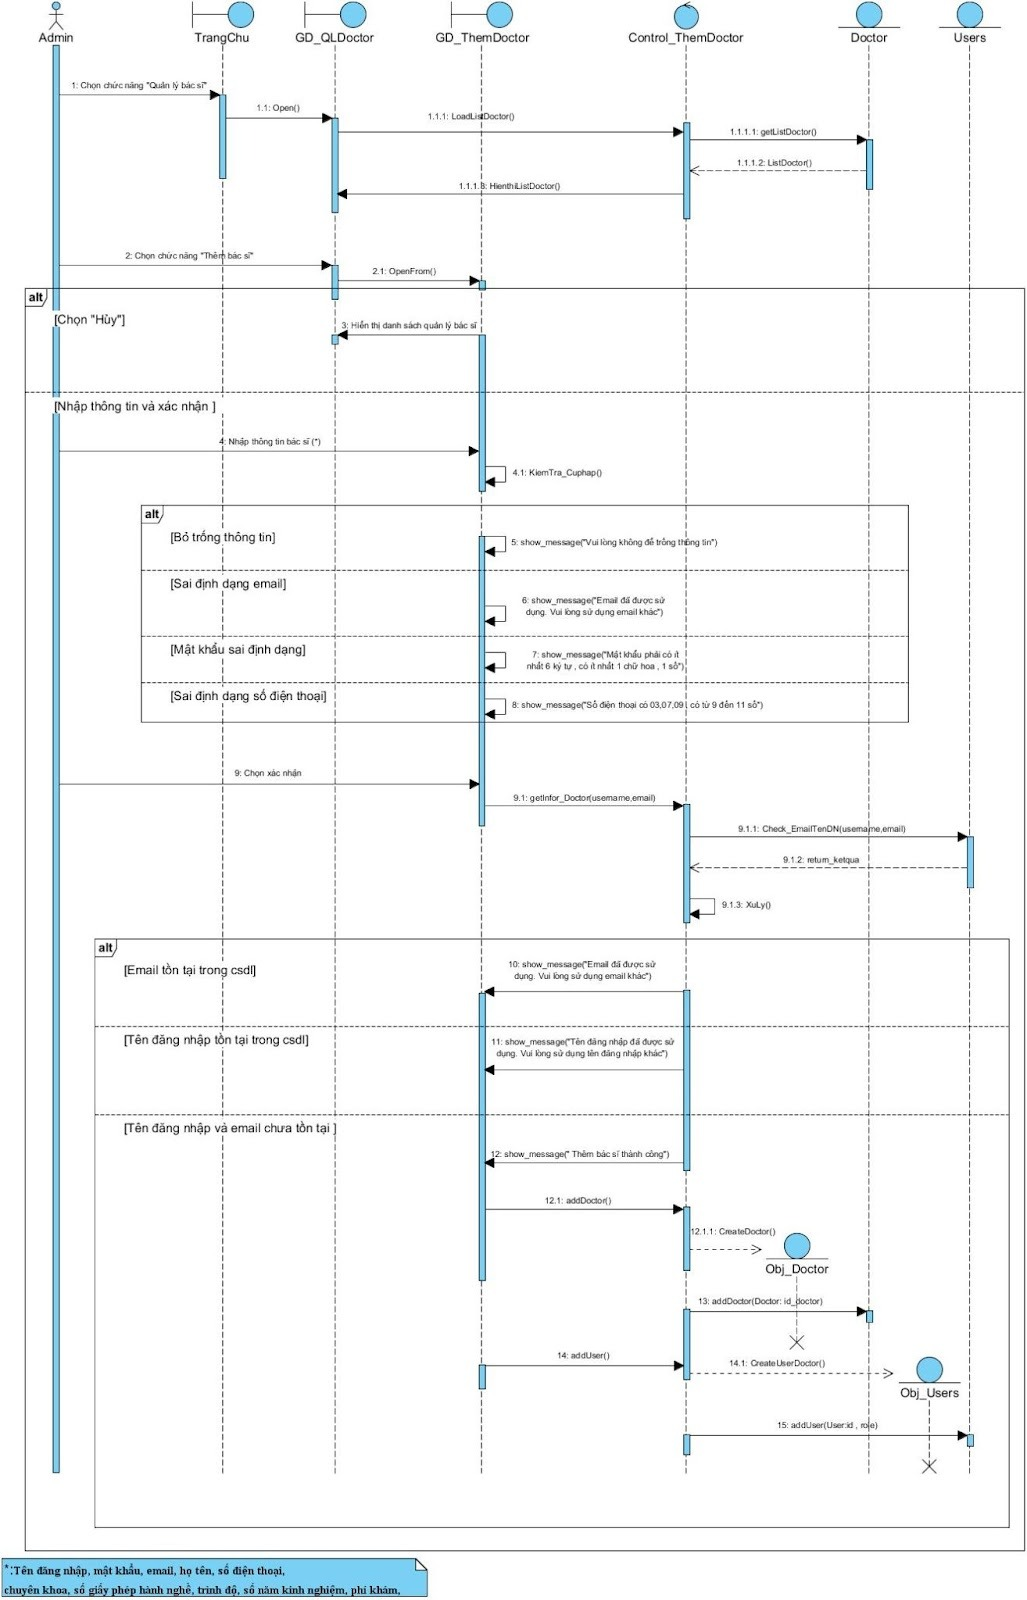 Admin
TrangChu
GD_QLDoctor
GD_ThemDoctor
Control_ThemDoctor
Doctor
Users
1: Chọn chức năng "Quản lý bác sĩ"
1.1: Open()
1.1.1: LoadListDoctor()
1.1.1.1: getListDoctor()
1.1.1.2: ListDoctor()
1.1.1.3: HienthiListDoctor()
2: Chọn chức năng "Thêm bác sĩ"
2.1: OpenFrom()
alt
[Chọn "Hủy"]
3: Hiển thị danh sách quản lý bác sĩ
[Nhập thông tin và xác nhận ]
4: Nhập thông tin bác sĩ (*)
4.1: KiemTra_Cuphap()
alt
[Bỏ trống thông tin]
5: show_message("Vui lòng không để trống thông tin")
[Sai định dạng email]
6: show_message("Email đã được sử
dụng. Vui lòng sử dụng email khác")
[Mật khẩu sai định dạng]
7: show_message("Mật khẩu phải có ít
nhất 6 ký tự , có ít nhất 1 chữ hoa , 1 số")
[Sai định dạng số điện thoại]
8: show_message("Số điện thoại có 03,07,09 , có từ 9 đến 11 số")
9: Chọn xác nhận
9.1: getInfor_Doctor(username,email)
9.1.1: Check_EmailTenDN(username,email)
9.1.2: return_ketqua
9.1.3: XuLy()
alt
[Email tồn tại trong csdl]
10: show_message("Email đã được sử
dụng. Vui lòng sử dụng email khác")
[Tên đăng nhập tồn tại trong csdl]
11: show_message("Tên đăng nhập đã được sử
dụng. Vui lòng sử dụng tên đăng nhập khác)
[Tên đăng nhập và email chưa tồn tại ]
12: show_message(" Thêm bác sĩ thành công")
12.1: addDoctor()
12.1.1: CreateDoctor()
Obj_Doctor
13: addDoctor(Doctor: id_doctor)
14: addUser()
14.1: CreateUserDoctor()
Obj_Users
15: addUser(User:id , role)
*:Tên đăng nhập, mật khẩu, email, họ tên, số điện thoại,
chuyên khoa, số giấy phép hành nghề, trình độ, số năm kinh nghiệm, phí khám,